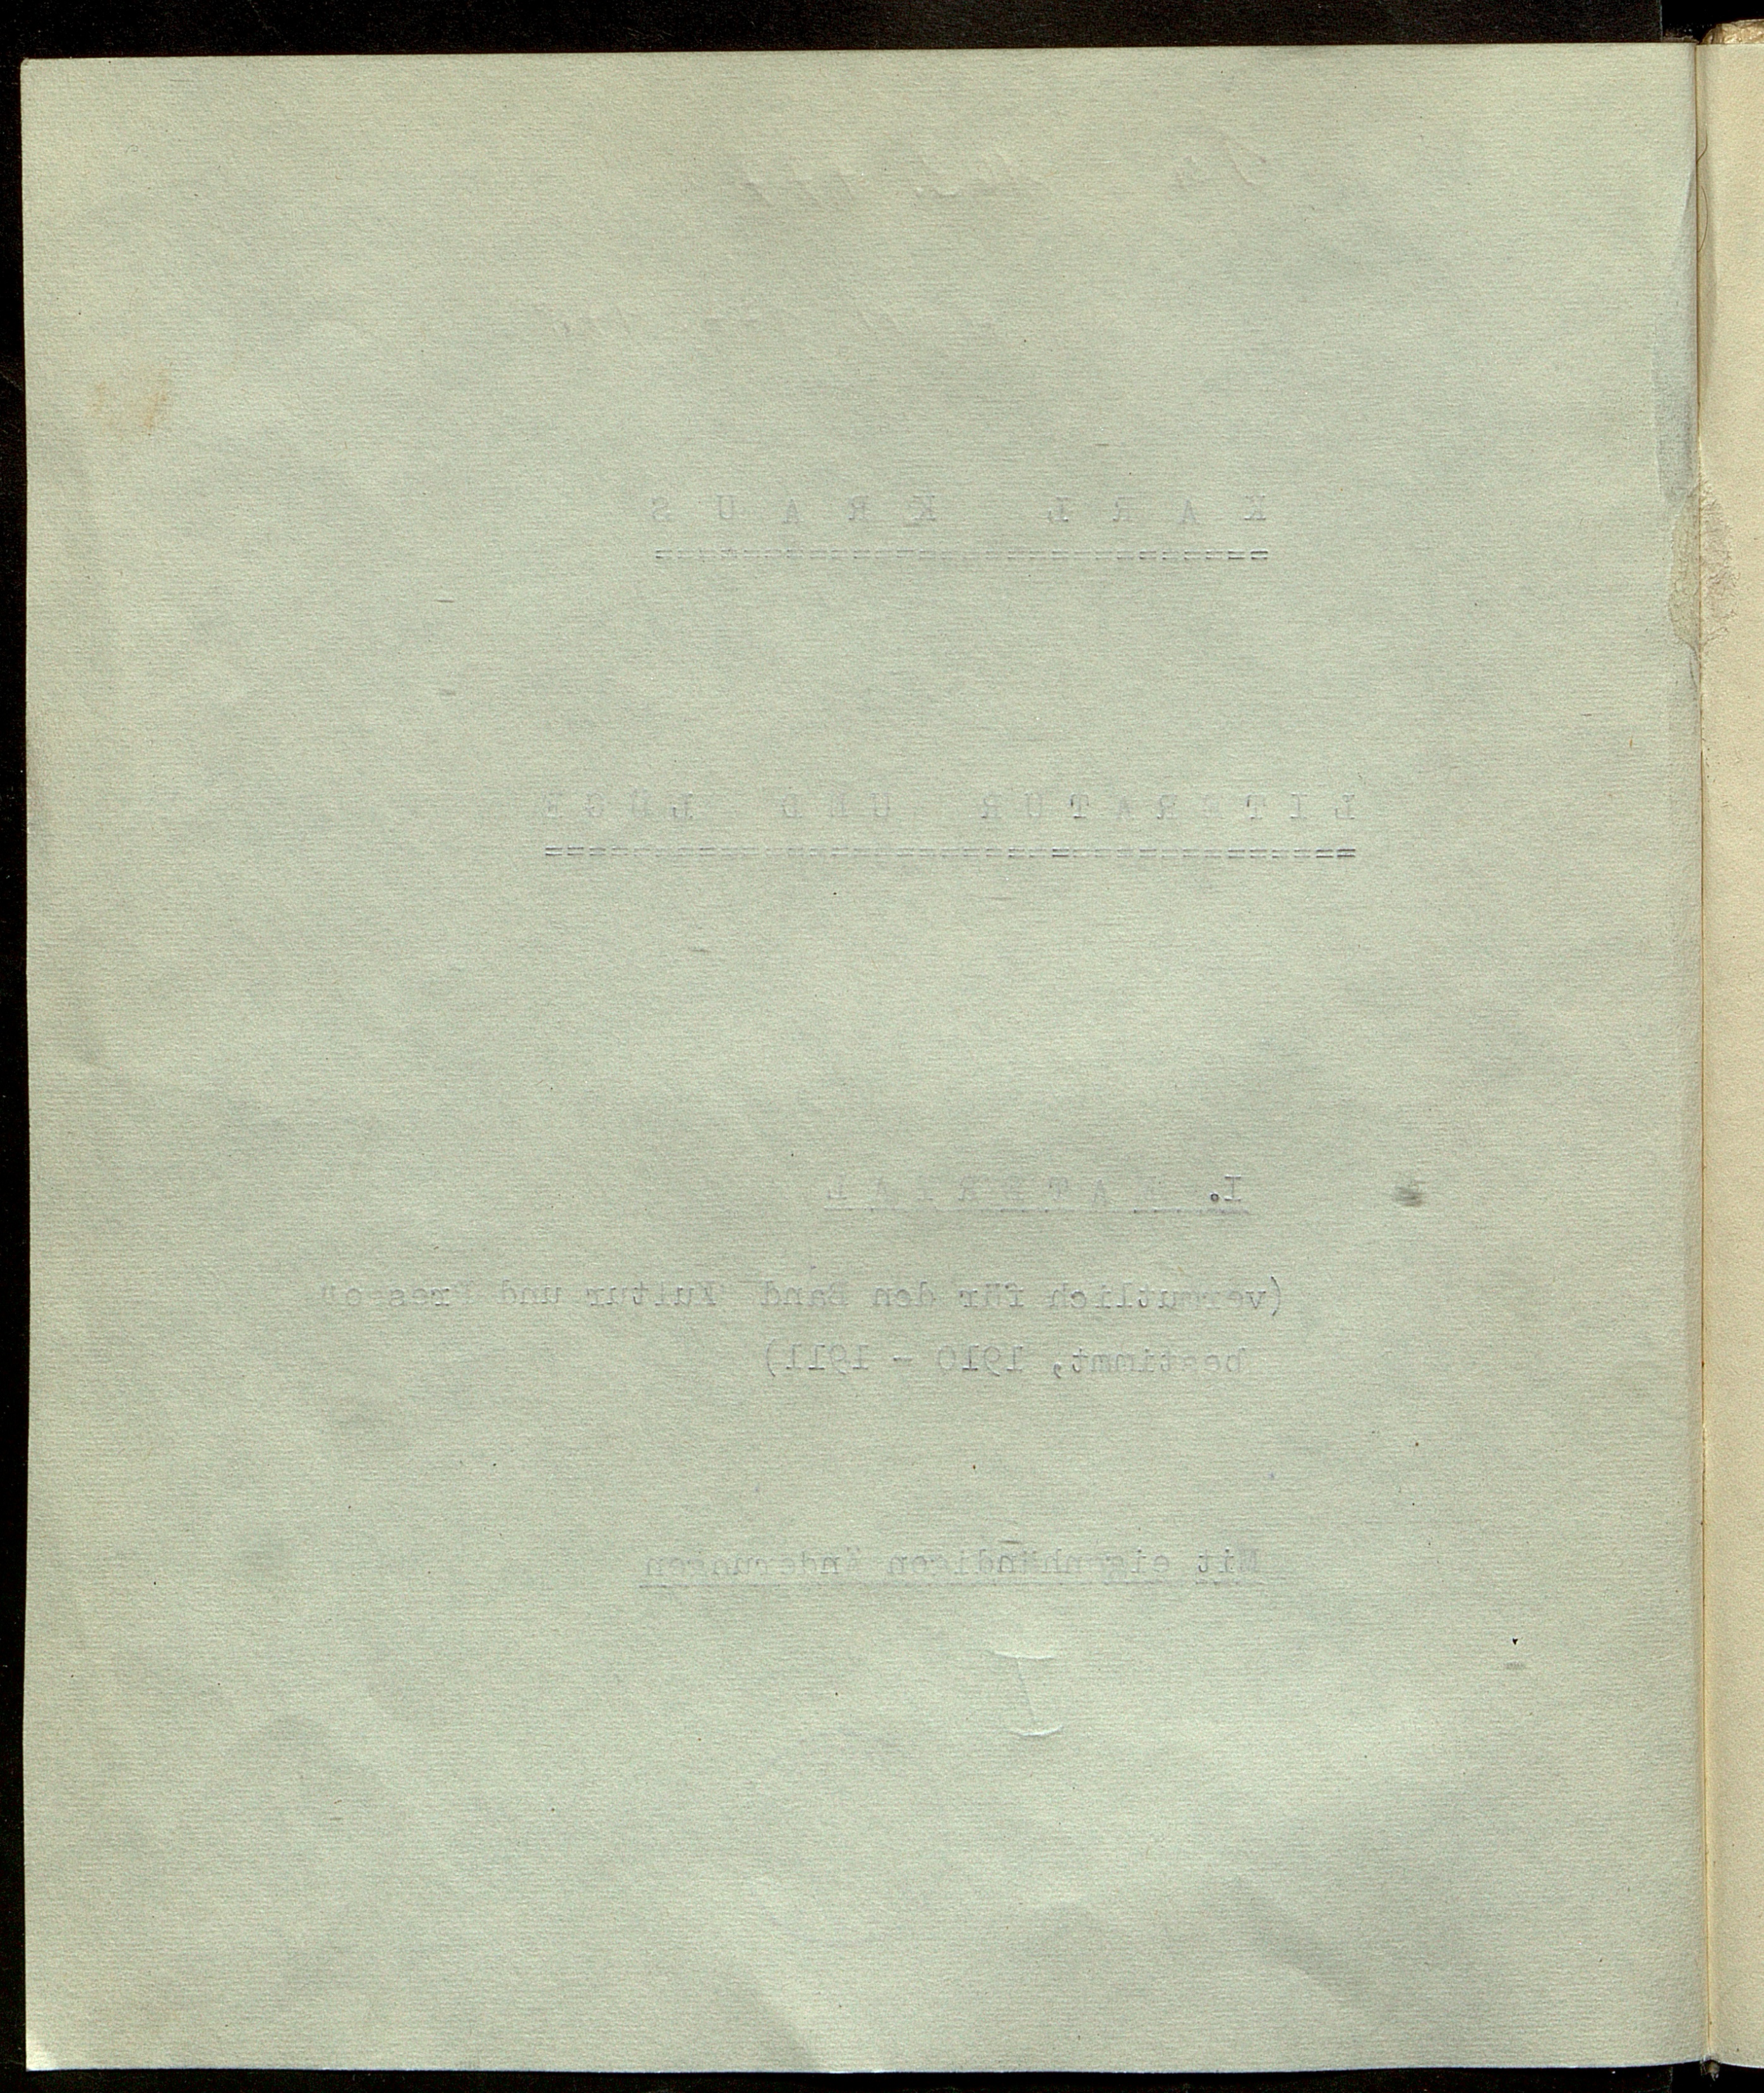 K A R L   K R A U S
L I T E R A T U R   U N D   L Ü G E
I. M A T E R I A L
(vermutlich für den Band "Kultur und Presse"
bestimmt, 1910 - 1911)
Mit eigenhändigen Änderungen
I